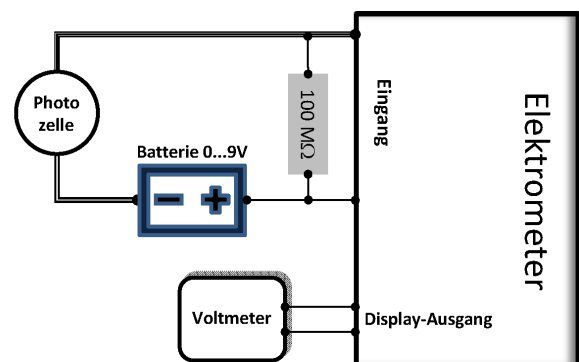 Photo
zelle
Batterie 0...9V
100 MΩ
Eingang
Elektrometer
Voltmeter
Display-Ausgang